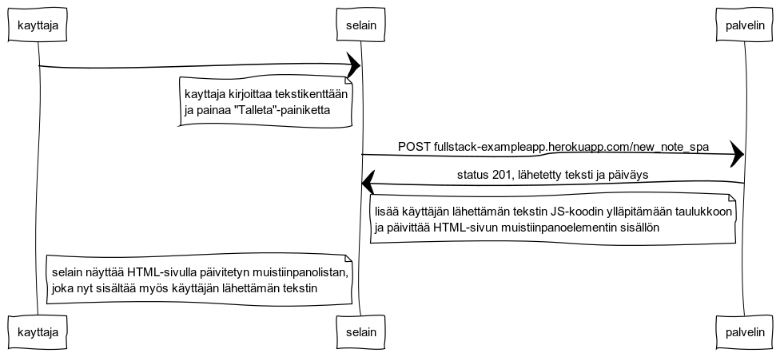 kayttaja
selain
palvelin
kayttaja kirjoittaa tekstikenttään
ja painaa "Talleta"-painiketta
POST fullstack-exampleapp.herokuapp.com/new_note_spa
status 201, lähetetty teksti ja päiväys
lisää käyttäjän lähettämän tekstin JS-koodin ylläpitämään taulukkoon
ja päivittää HTML-sivun muistiinpanoelementin sisällön
selain näyttää HTML-sivulla päivitetyn muistiinpanolistan,
joka nyt sisältää myös käyttäjän lähettämän tekstin
kayttaja
selain
palvelin